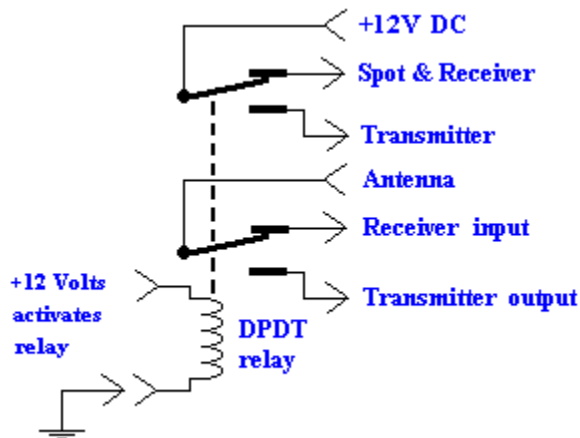 +12V DC
Spot & Receiver
Transmitter
Antenna
Receiver input
+12 Volts
activates
relay
Transmitter output
DPDT
relay